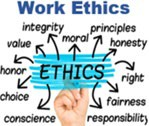 Work Ethics
integrity
principles
value
moral
honesty
honor
ETHICS
right
choice
fairness
conscience
responsibility